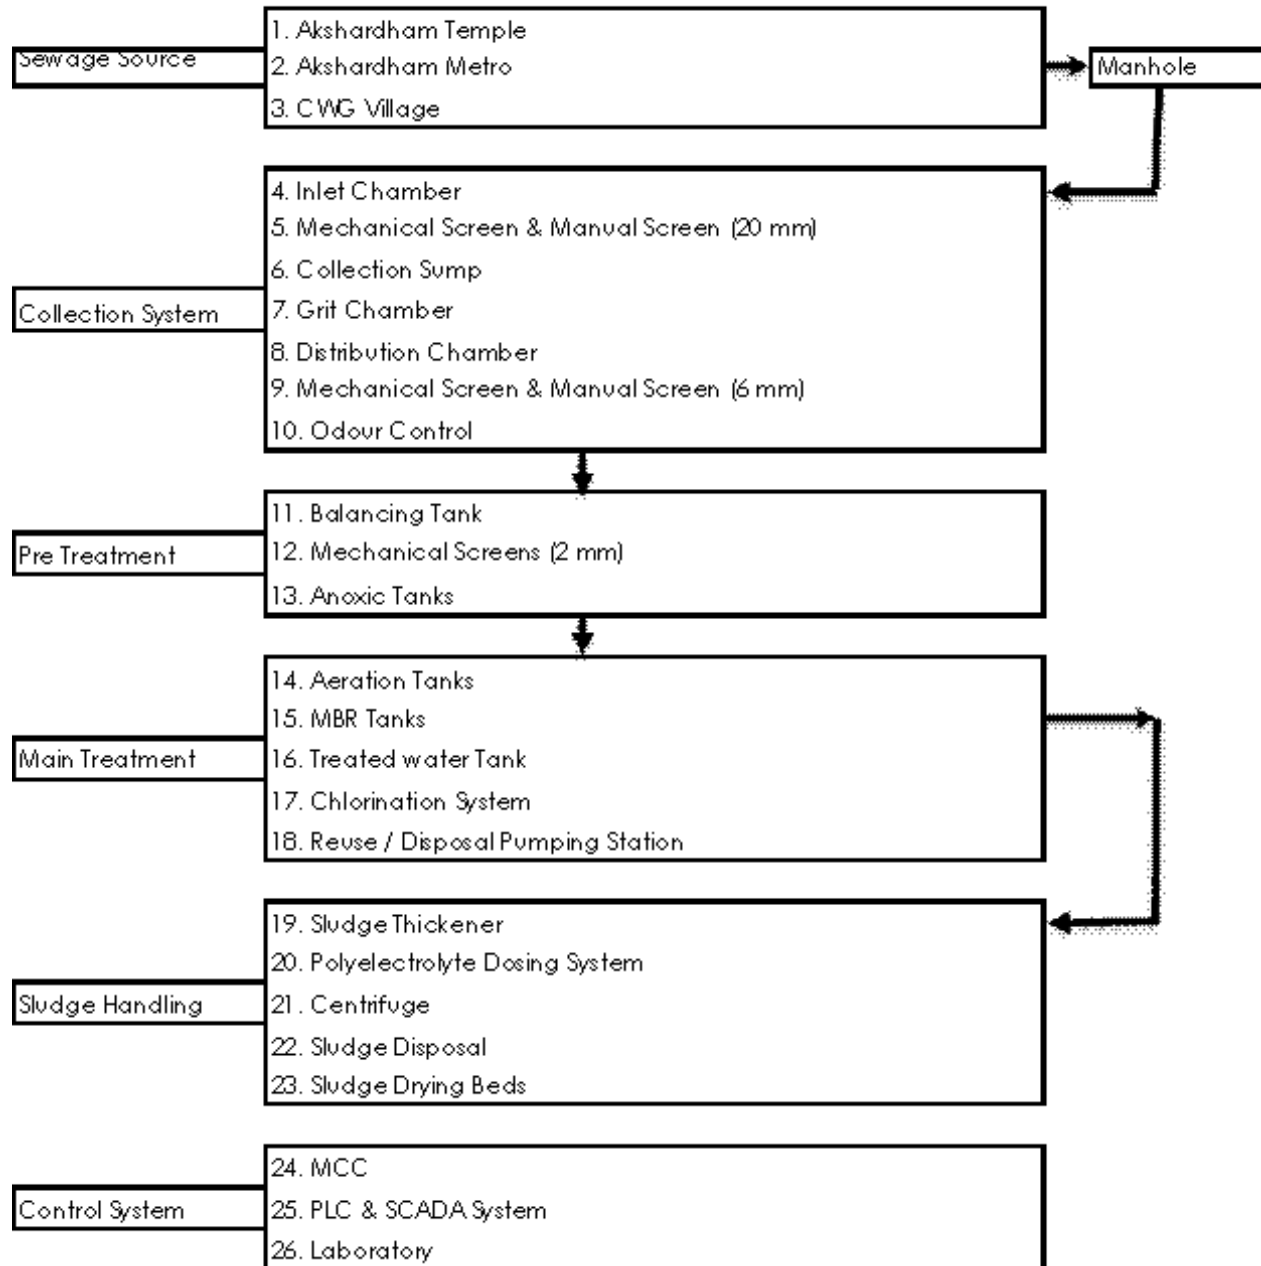 Sewage Source
1. Akshardham Temple
2. Akshardham Metro
3. CWG Village
Manhole
Collection System
4. Inlet Chamber
5. Mechanical Screen & Manual Screen (20 mm)
6. Collection Sump
7. Grit Chamber
8. Distribution Chamber
9. Mechanical Screen & Manual Screen (6 mm)
10. Odour Control
Pre Treatment
11. Balancing Tank
12. Mechanical Screens (2 mm)
13. Anoxic Tanks
Main Treatment
14. Aeration Tanks
15. MBR Tanks
16. Treated water Tank
17. Chlorination System
18. Reuse / Disposal Pumping Station
Sludge Handling
19. Sludge Thickener
20. Polyelectrolyte Dosing System
21. Centrifuge
22. Sludge Disposal
23. Sludge Drying Beds
Control System
24. MCC
25. PLC & SCADA System
26. Laboratory